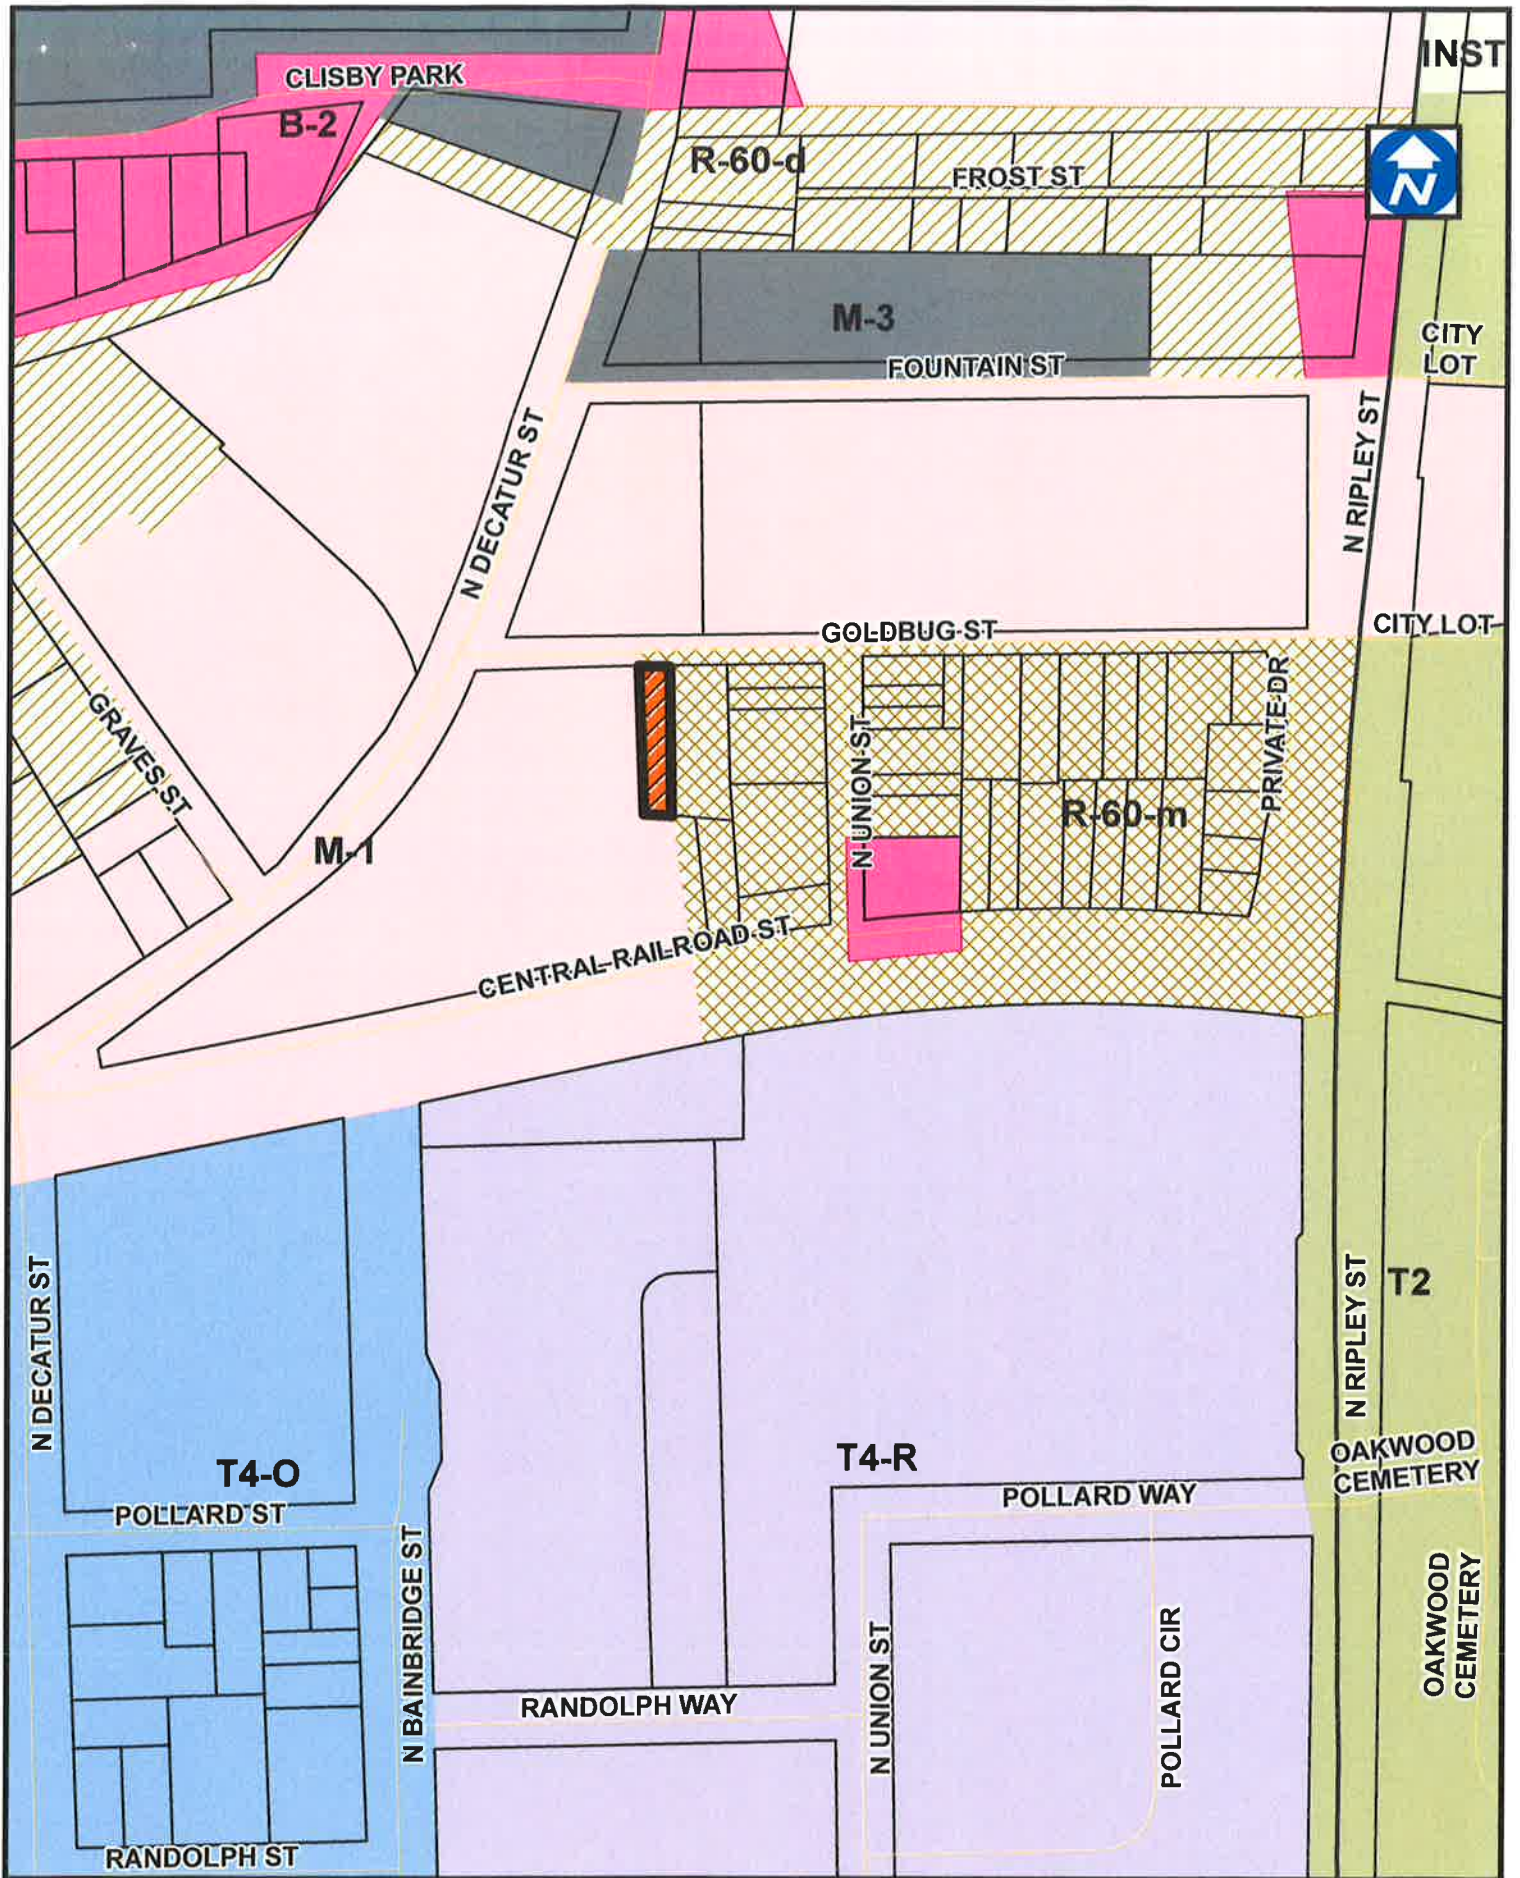 INST
CLISBY PARK
B-2
R-60-d
FROST ST
N
M-3
CITY
LOT
FOUNTAIN ST
N DECATUR ST
N RIPLEY ST
GOLDBUG ST
CITY LOT
GRAVES ST
N UNION ST
PRIVATE DR
R-60-m
M-1
CENTRAL RAILROAD ST
N DECATUR ST
N RIPLEY ST
T2
T4-O
T4-R
OAKWOOD
CEMETERY
POLLARD ST
POLLARD WAY
N BAINBRIDGE ST
OAKWOOD
CEMETERY
N UNION ST
POLLARD CIR
RANDOLPH WAY
RANDOLPH ST